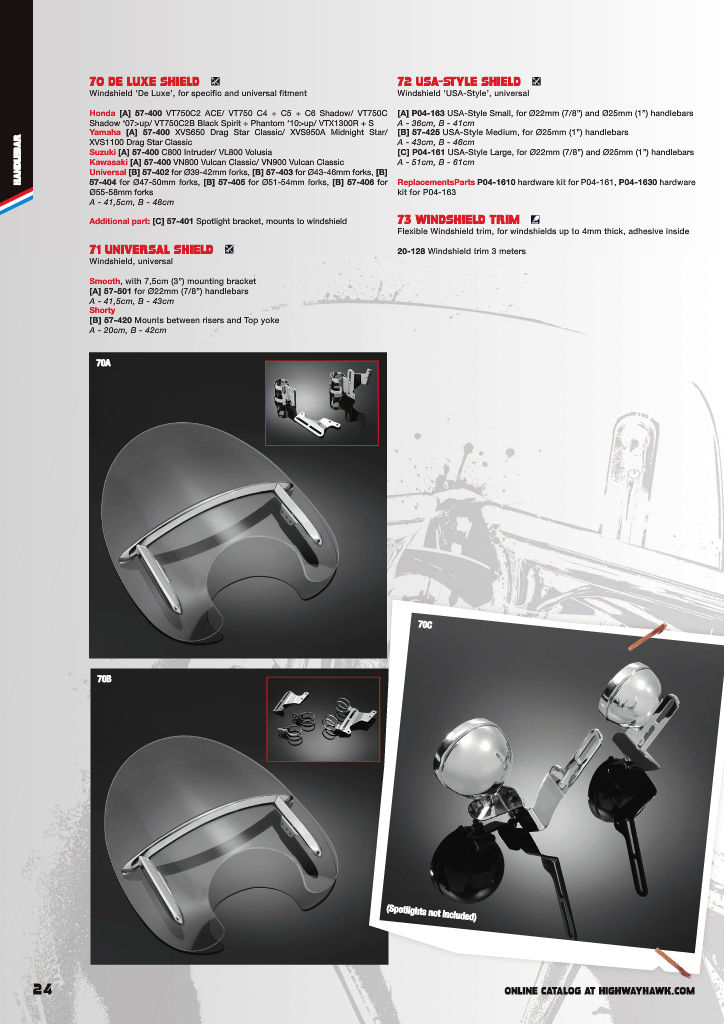 HANDLEBAR
70 DE LUXE SHIELD
Windshield 'De Luxe', for specific and universal fitment
Honda [A] 57-400 VT750C2 ACE/ VT750 C4 + C5 + C6 Shadow/ VT750C
Shadow '07>up/ VT750C2B Black Spirit + Phantom '10>up/ VTX1300R + S
Yamaha [A] 57-400 XVS650 Drag Star Classic/ XVS950A Midnight Star/
XVS1100 Drag Star Classic
Suzuki [A] 57-400 C800 Intruder/ VL800 Volusia
Kawasaki [A] 57-400 VN800 Vulcan Classic/ VN900 Vulcan Classic
Universal [B] 57-402 for Ø39-42mm forks, [B] 57-403 for Ø43-46mm forks, [B]
57-404 for Ø47-50mm forks, [B] 57-405 for Ø51-54mm forks, [B] 57-406 for
Ø55-58mm forks
A - 41,5cm, B - 48cm
Additional part: [C] 57-401 Spotlight bracket, mounts to windshield
71 UNIVERSAL SHIELD
Windshield, universal
Smooth, with 7,5cm (3") mounting bracket
[A] 57-501 for Ø22mm (7/8") handlebars
A - 41,5cm, B - 43cm
Shorty
[B] 57-420 Mounts between risers and Top yoke
A - 20cm, B - 42cm
72 USA-STYLE SHIELD
Windshield 'USA-Style', universal
[A] P04-163 USA-Style Small, for Ø22mm (7/8") and Ø25mm (1") handlebars
A - 36cm, B - 41cm
[B] 57-425 USA-Style Medium, for Ø25mm (1") handlebars
A - 43cm, B - 46cm
[C] P04-161 USA-Style Large, for Ø22mm (7/8") and Ø25mm (1") handlebars
A - 51cm, B - 61cm
ReplacementsParts P04-1610 hardware kit for P04-161, P04-1630 hardware
kit for P04-163
73 WINDSHIELD TRIM
Flexible Windshield trim, for windshields up to 4mm thick, adhesive inside
20-128 Windshield trim 3 meters
70A
70B
70C
(Spotlights not included)
24
ONLINE CATALOG AT HIGHWAYHAWK.COM